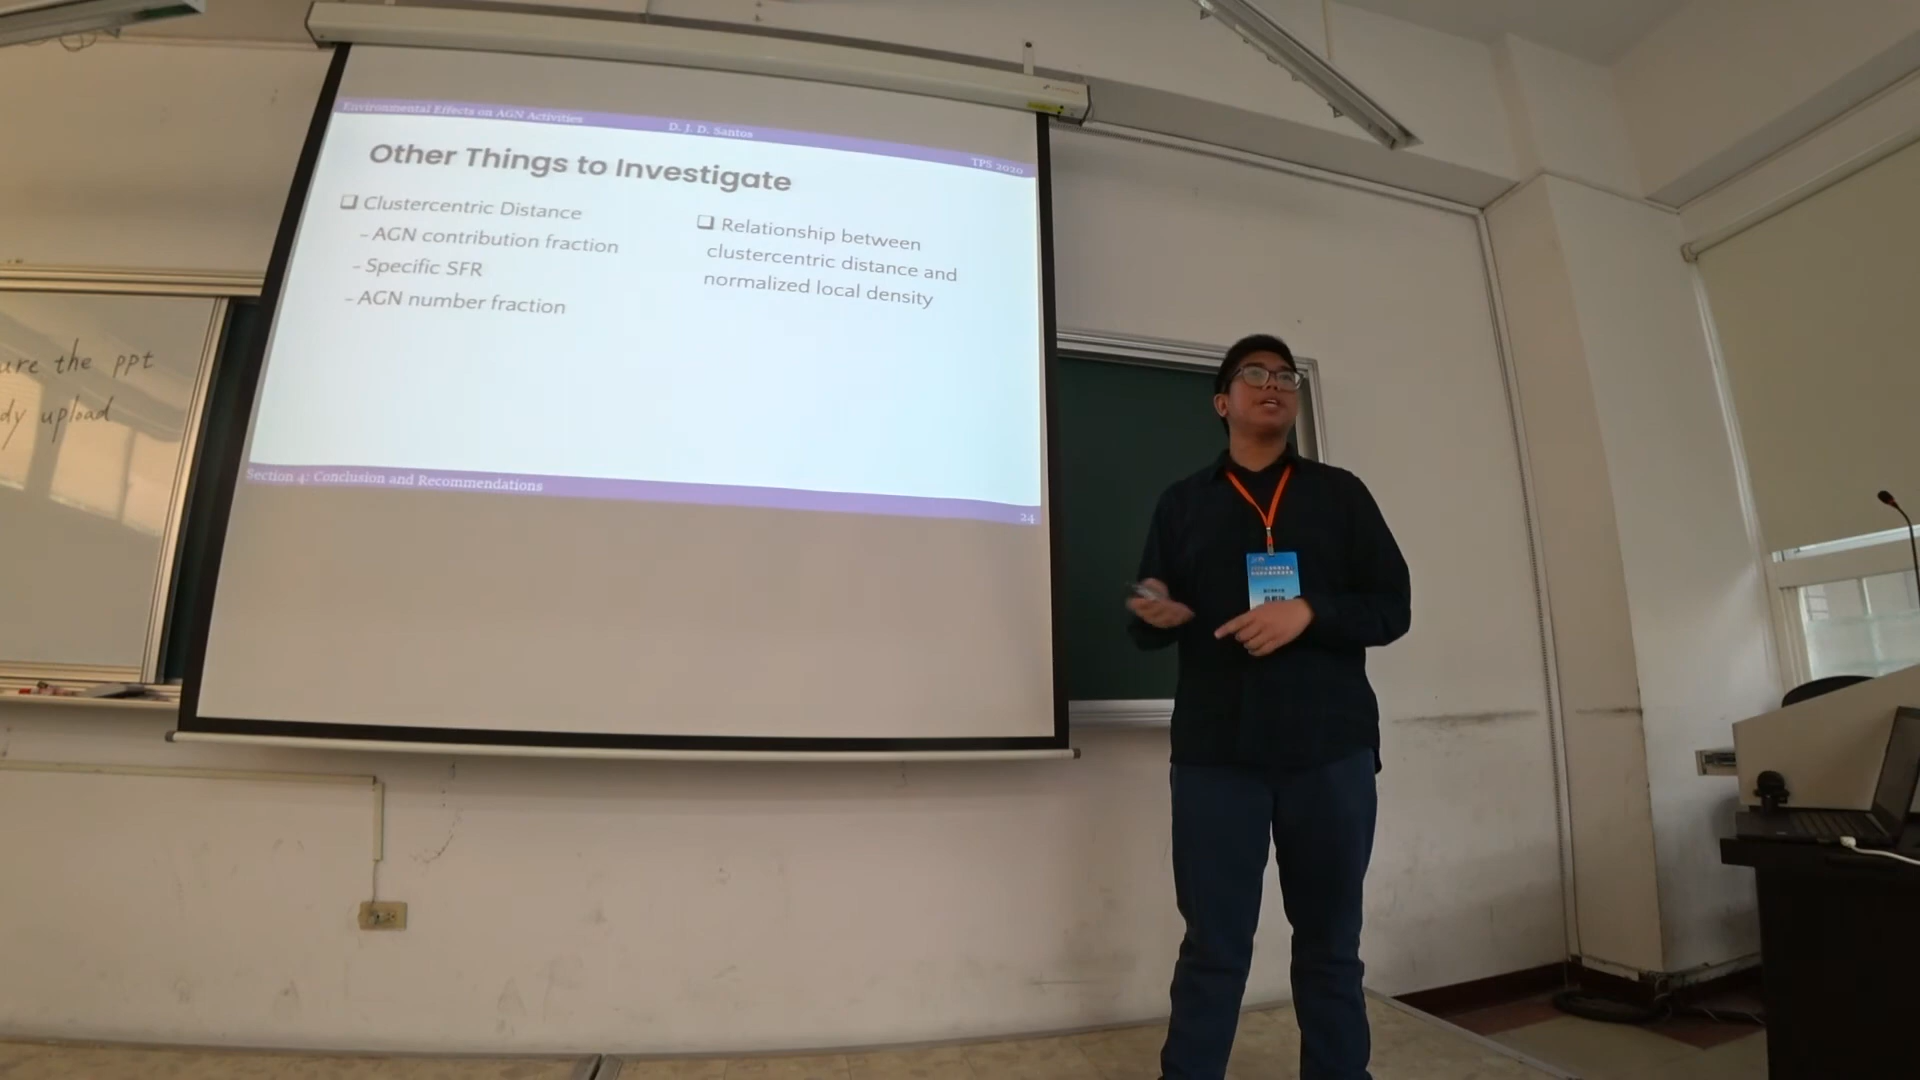 Environmental Effects on AGN Activities
D. J. D. Santos
TPS 2020
Other Things to Investigate
❑ Clustercentric Distance
- AGN contribution fraction
- Specific SFR
- AGN number fraction
❑ Relationship between
clustercentric distance and
normalized local density
Section 4: Conclusion and Recommendations
24
ure the ppt
dy upload